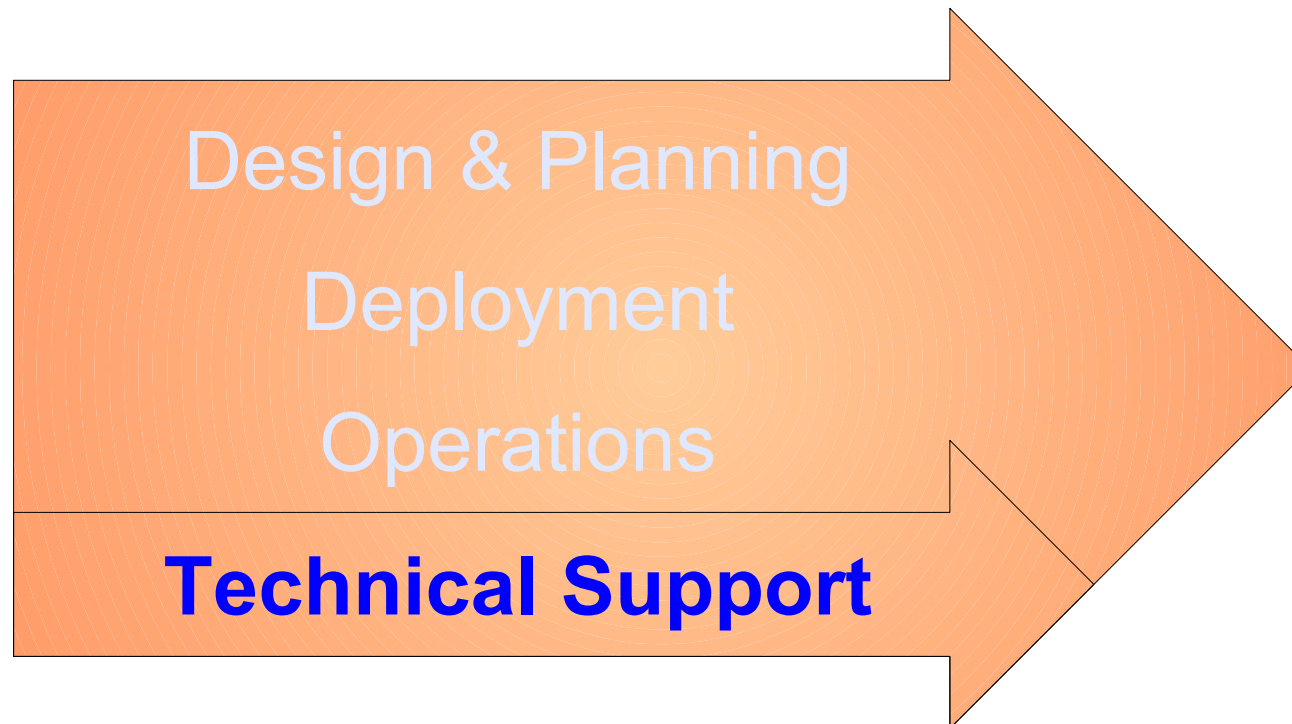 Design & Planning
Deployment
Operations
Technical Support